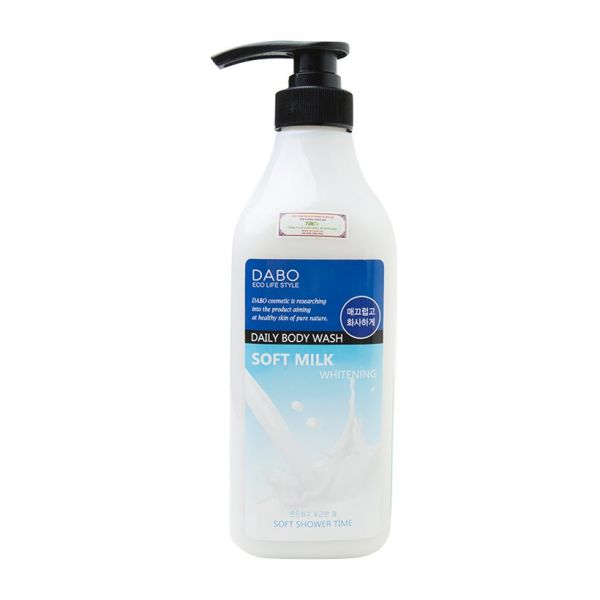 DABO
ECO LIFE STYLE
DABO cosmetic is researching
into the product aiming
at healthy skin of pure nature.
매끄럽고
화사하게
DAILY BODY WASH
SOFT MILK
WHITENING
SOFT SHOWER TIME